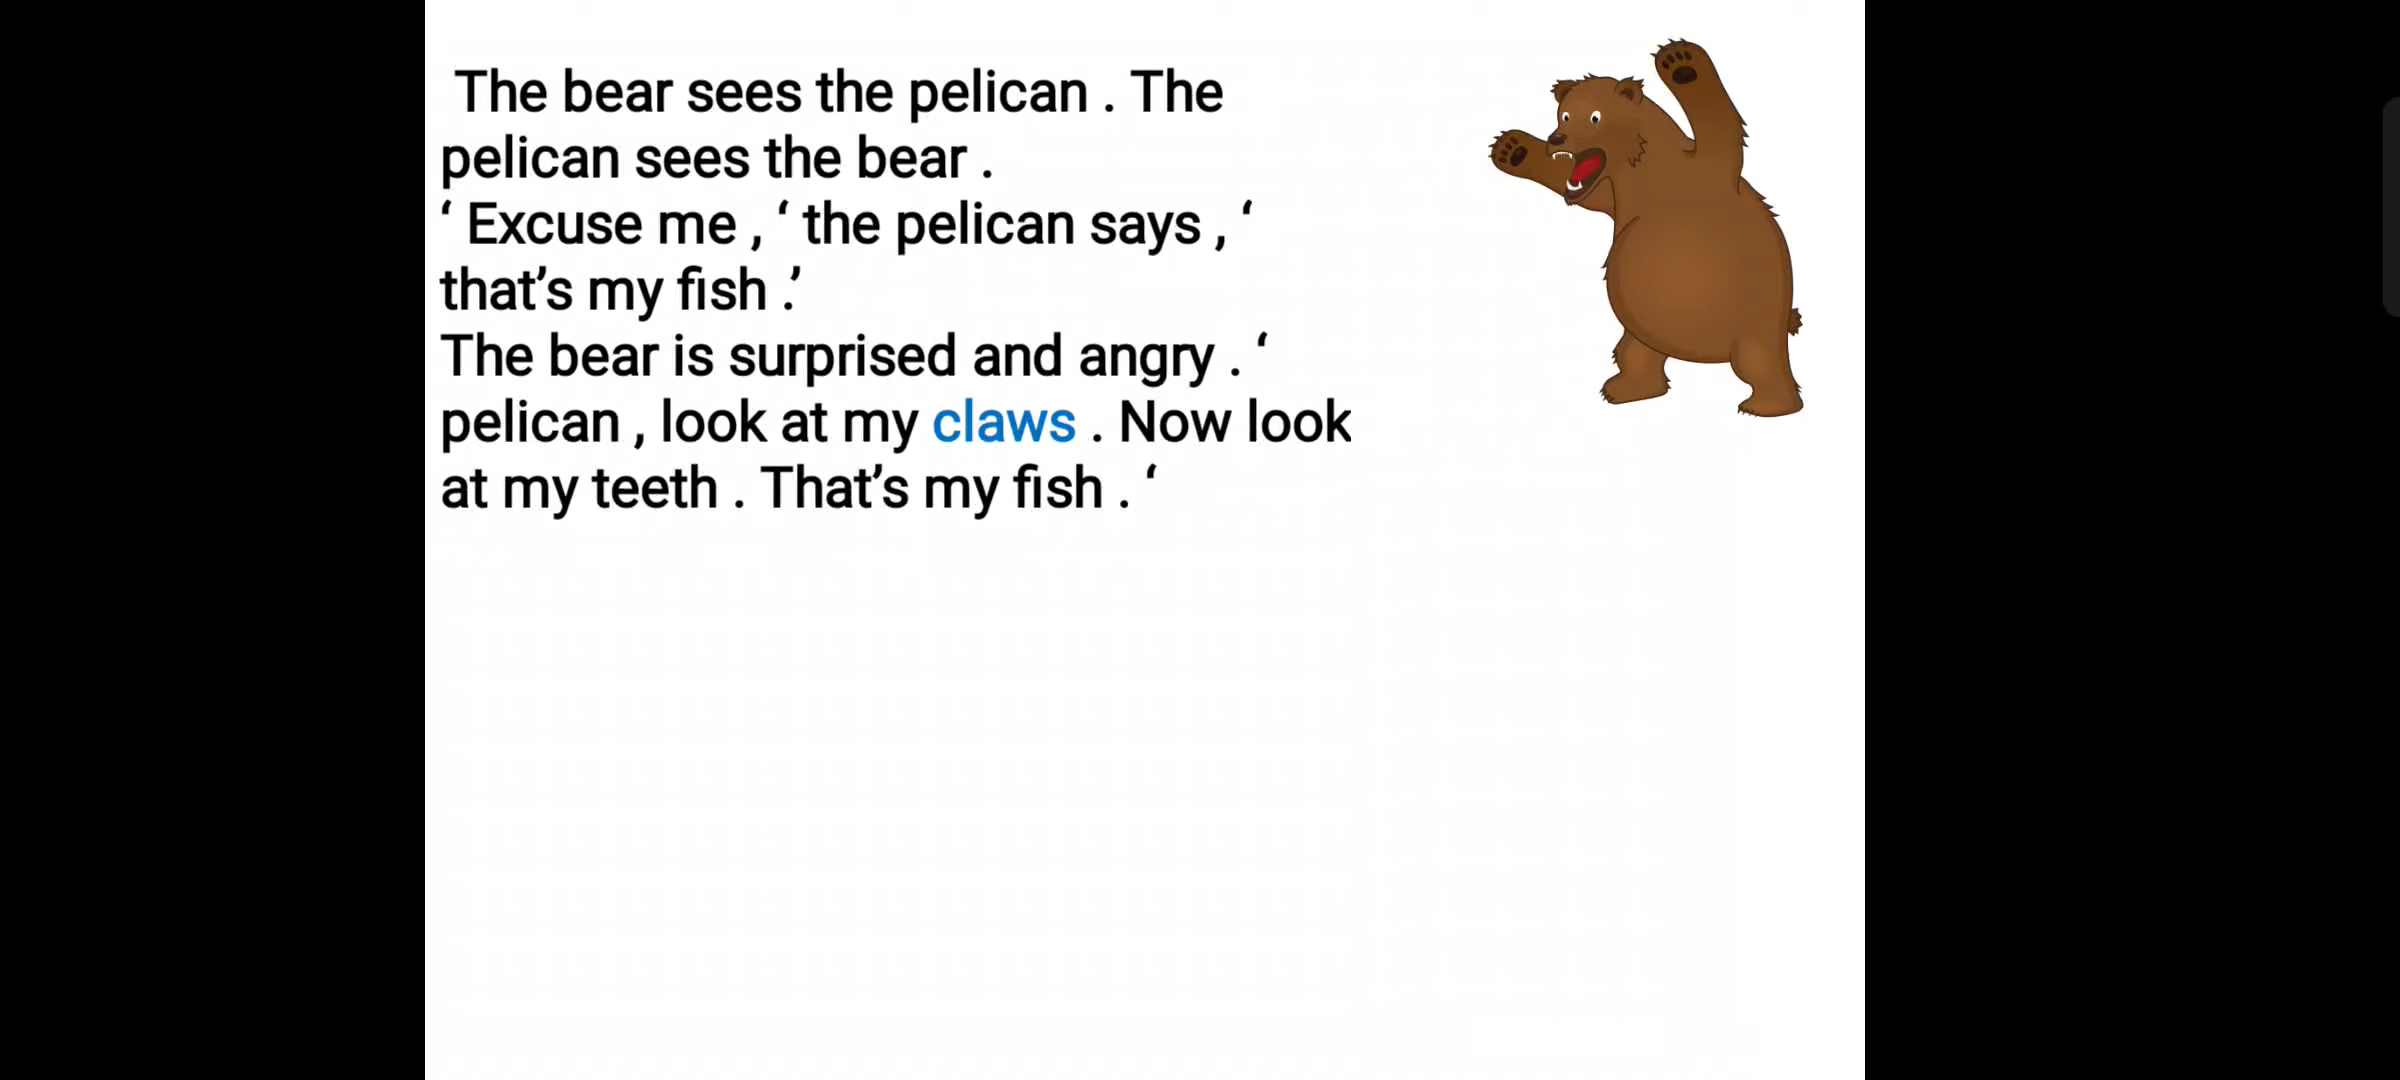 The bear sees the pelican . The
pelican sees the bear .
‘ Excuse me , ‘ the pelican says , ‘
that’s my fish .’
The bear is surprised and angry . ‘
pelican , look at my claws . Now look
at my teeth . That’s my fish . ‘